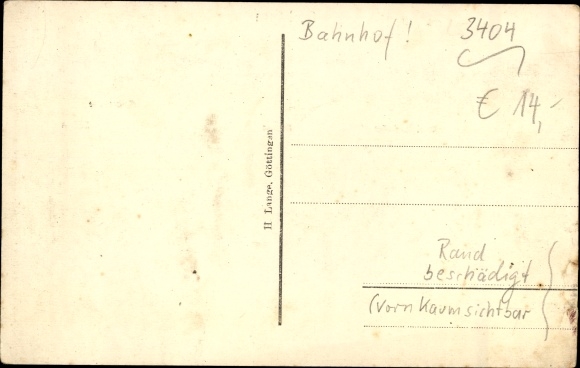 Bahnhof! 3404
€ 14,-
H Lange, Göttingen
Rand
beschädigt
(vorn kaum sichtbar